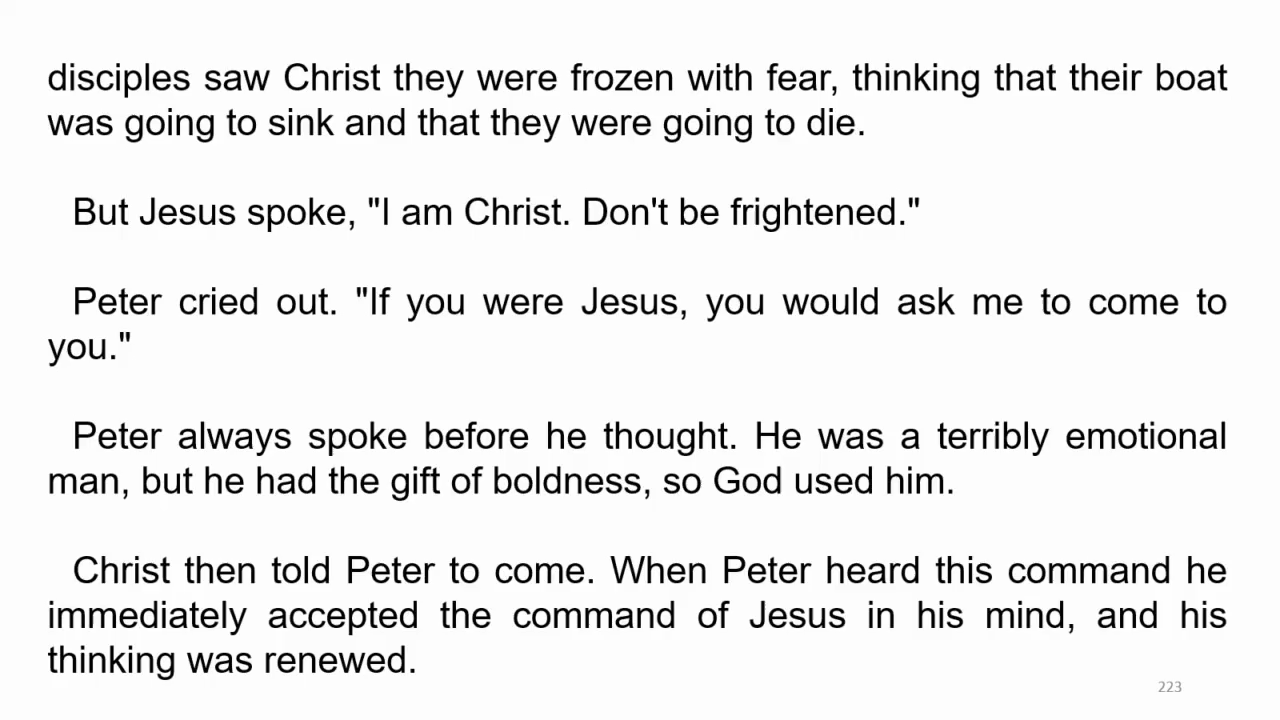 disciples saw Christ they were frozen with fear, thinking that their boat
was going to sink and that they were going to die.
But Jesus spoke, "I am Christ. Don't be frightened."
Peter cried out. "If you were Jesus, you would ask me to come to
you."
Peter always spoke before he thought. He was a terribly emotional
man, but he had the gift of boldness, so God used him.
Christ then told Peter to come. When Peter heard this command he
immediately accepted the command of Jesus in his mind, and his
thinking was renewed.
223